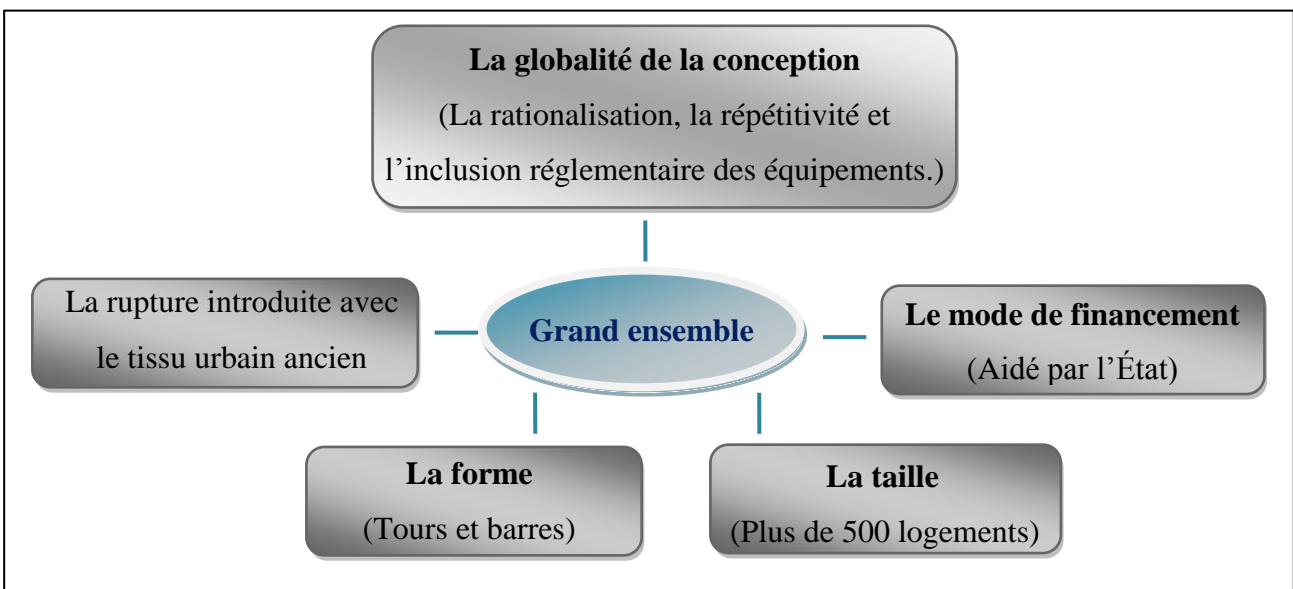 La globalité de la conception
(La rationalisation, la répétitivité et
l’inclusion réglementaire des équipements.)
La rupture introduite avec
le tissu urbain ancien
Grand ensemble
Le mode de financement
(Aidé par l’État)
La forme
(Tours et barres)
La taille
(Plus de 500 logements)